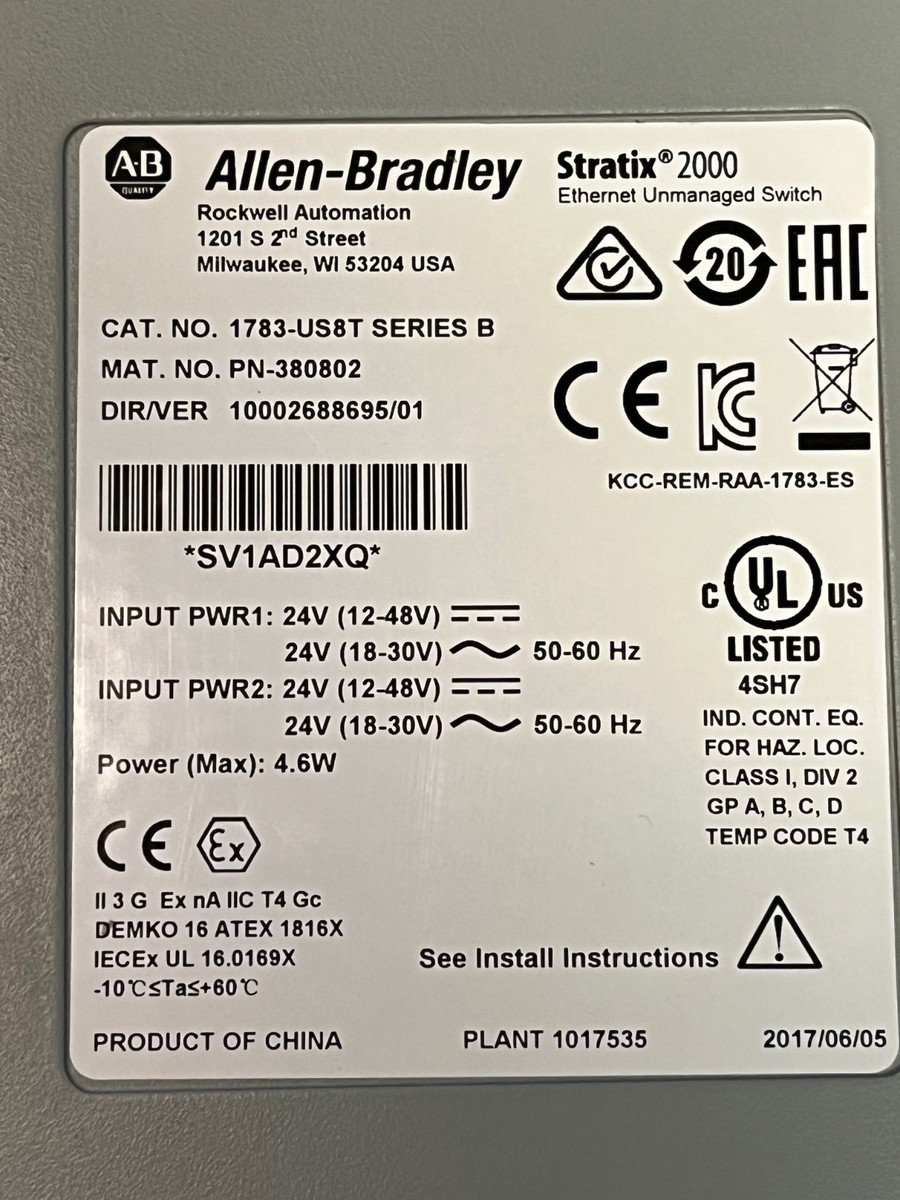 A·B
QUALITY
Allen-Bradley
Rockwell Automation
1201 S 2nd Street
Milwaukee, WI 53204 USA
Stratix® 2000
Ethernet Unmanaged Switch
20
EAC
CAT. NO. 1783-US8T SERIES B
MAT. NO. PN-380802
DIR/VER 10002688695/01
CE
KC
KCC-REM-RAA-1783-ES
*SV1AD2XQ*
INPUT PWR1: 24V (12-48V)
24V (18-30V) 50-60 Hz
INPUT PWR2: 24V (12-48V)
24V (18-30V) 50-60 Hz
Power (Max): 4.6W
C UL US
LISTED
4SH7
IND. CONT. EQ.
FOR HAZ. LOC.
CLASS I, DIV 2
GP A, B, C, D
TEMP CODE T4
CE Ex
II 3 G Ex nA IIC T4 Gc
DEMKO 16 ATEX 1816X
IECEx UL 16.0169X
-10℃≤Ta≤+60℃
See Install Instructions
PRODUCT OF CHINA
PLANT 1017535
2017/06/05